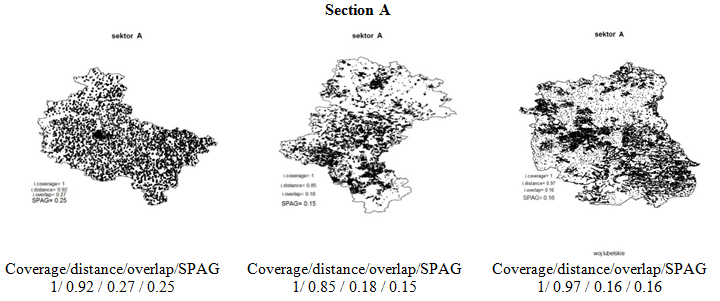 Section A
sektor A
sektor A
sektor A
i.coverage= 1
i.distance= 0.92
i.overlap= 0.27
SPAG= 0.25
i.coverage= 1
i.distance= 0.85
i.overlap= 0.18
SPAG= 0.15
i.coverage= 1
i.distance= 0.97
i.overlap= 0.16
SPAG= 0.16
woj.lubelskie
Coverage/distance/overlap/SPAG
1/ 0.92 / 0.27 / 0.25
Coverage/distance/overlap/SPAG
1/ 0.85 / 0.18 / 0.15
Coverage/distance/overlap/SPAG
1/ 0.97 / 0.16 / 0.16